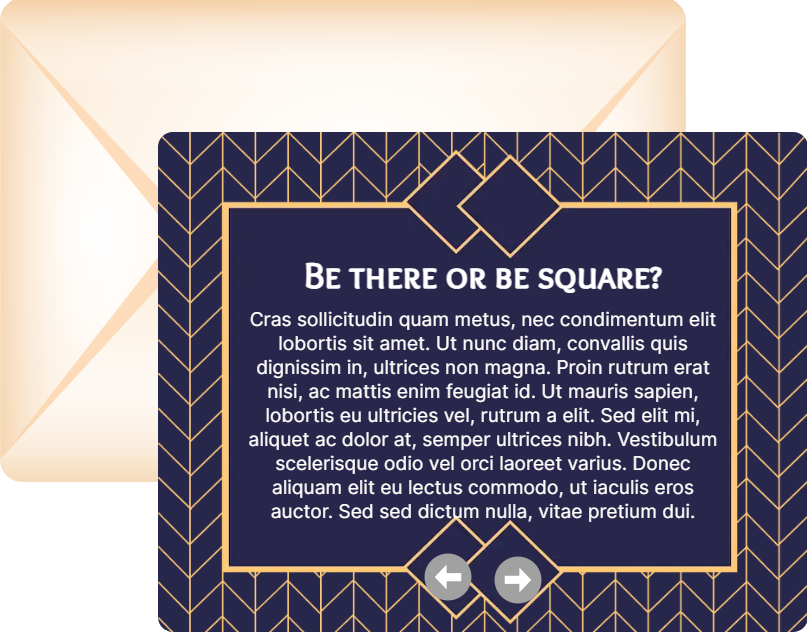 Be there or be square?
Cras sollicitudin quam metus, nec condimentum elit
lobortis sit amet. Ut nunc diam, convallis quis
dignissim in, ultrices non magna. Proin rutrum erat
nisi, ac mattis enim feugiat id. Ut mauris sapien,
lobortis eu ultricies vel, rutrum a elit. Sed elit mi,
aliquet ac dolor at, semper ultrices nibh. Vestibulum
scelerisque odio vel orci laoreet varius. Donec
aliquam elit eu lectus commodo, ut iaculis eros
auctor. Sed sed dictum nulla, vitae pretium dui.